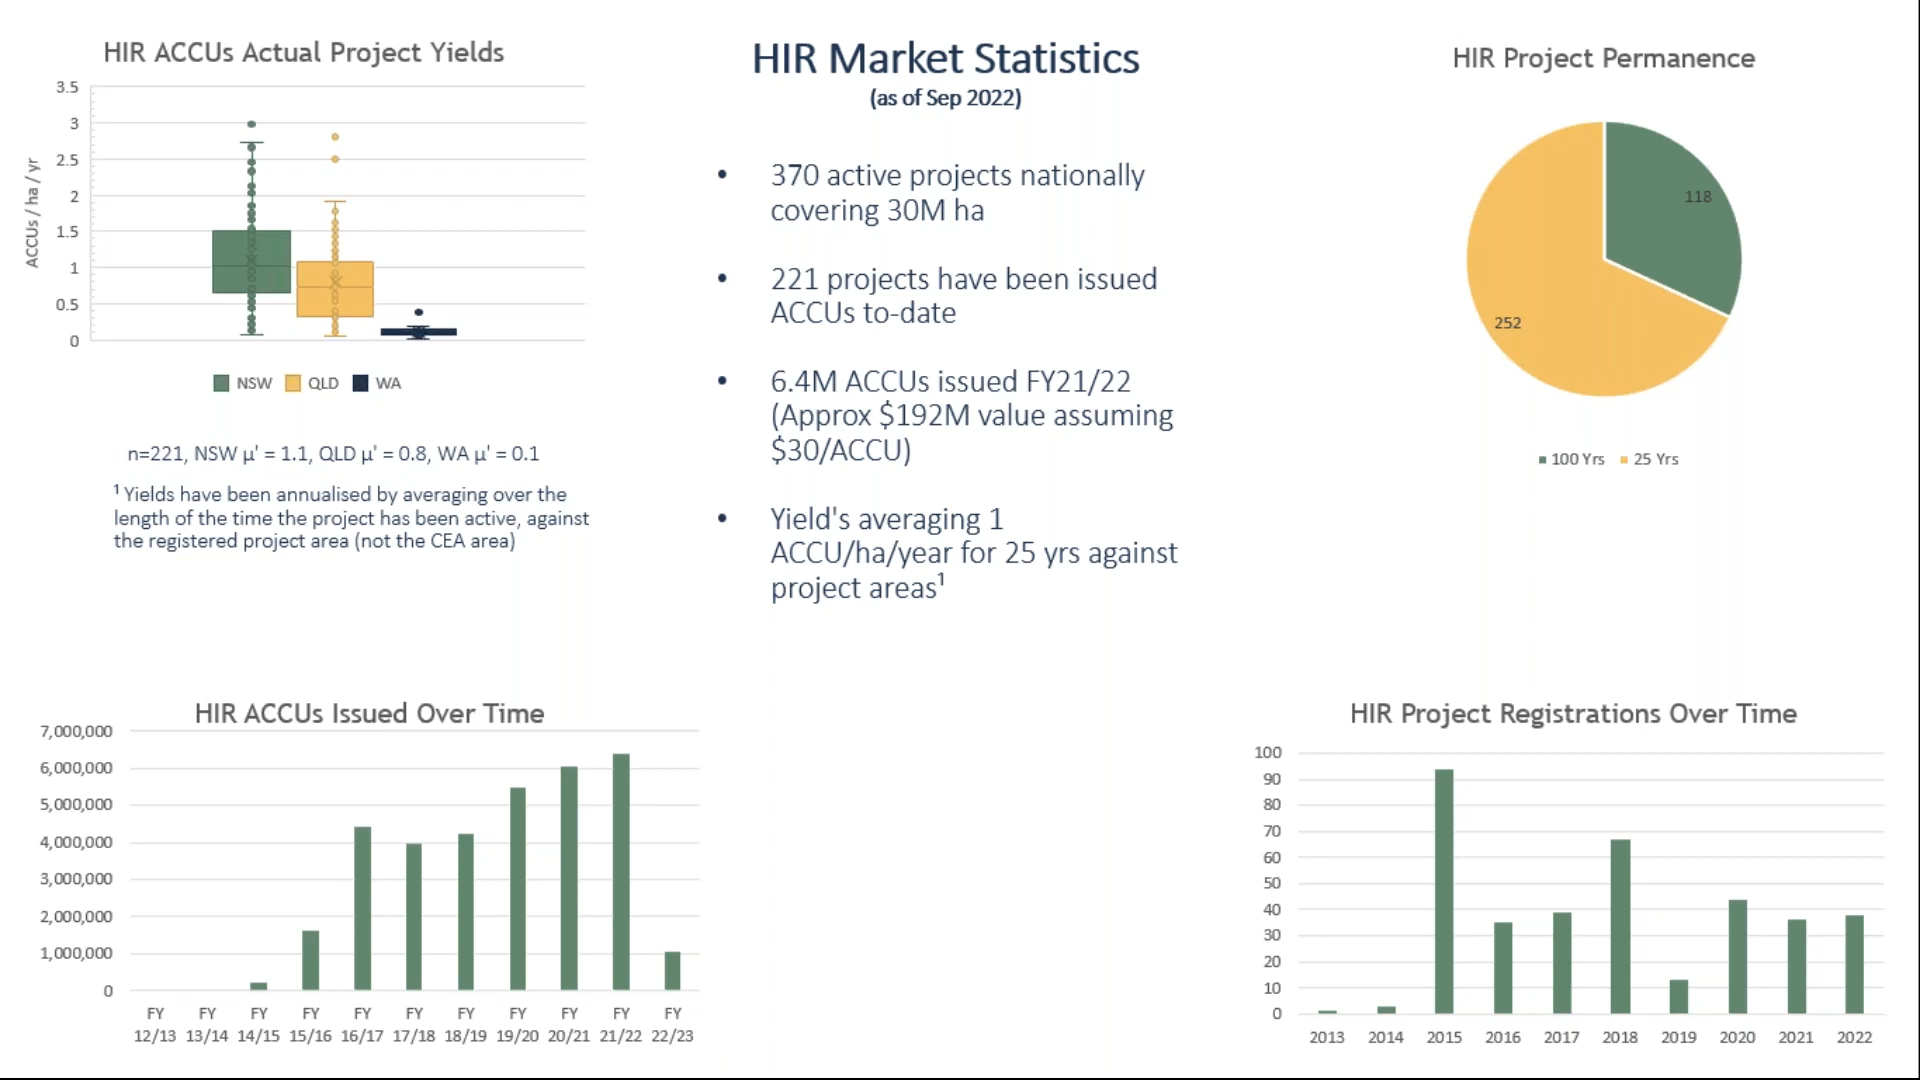 HIR ACCUs Actual Project Yields
3.5
3
2.5
2
1.5
1
0.5
0
ACCUs / ha / yr
NSW QLD WA
n=221, NSW µ' = 1.1, QLD µ' = 0.8, WA µ' = 0.1
¹ Yields have been annualised by averaging over the
length of the time the project has been active, against
the registered project area (not the CEA area)
HIR Market Statistics
(as of Sep 2022)
• 370 active projects nationally
covering 30M ha
• 221 projects have been issued
ACCUs to-date
• 6.4M ACCUs issued FY21/22
(Approx $192M value assuming
$30/ACCU)
• Yield's averaging 1
ACCU/ha/year for 25 yrs against
project areas¹
HIR Project Permanence
118
252
100 Yrs 25 Yrs
HIR ACCUs Issued Over Time
7,000,000
6,000,000
5,000,000
4,000,000
3,000,000
2,000,000
1,000,000
0
FY FY FY FY FY FY FY FY FY FY FY
12/13 13/14 14/15 15/16 16/17 17/18 18/19 19/20 20/21 21/22 22/23
HIR Project Registrations Over Time
100
90
80
70
60
50
40
30
20
10
0
2013 2014 2015 2016 2017 2018 2019 2020 2021 2022